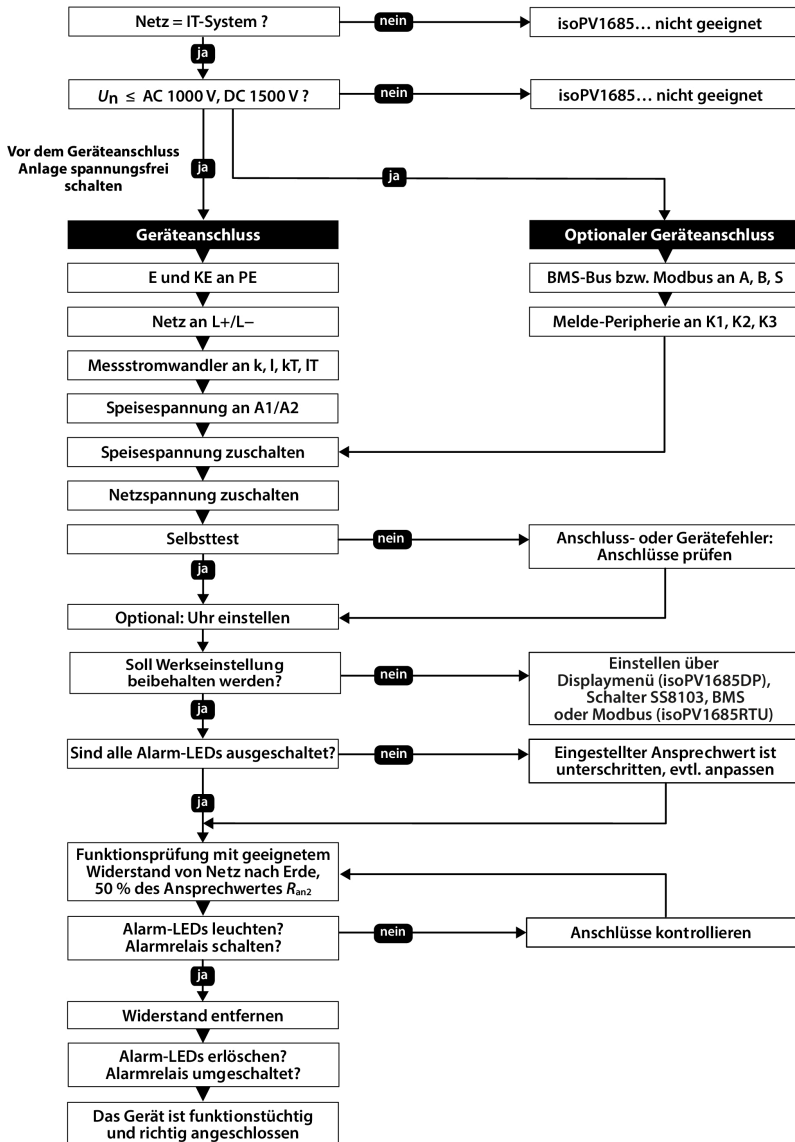 Netz = IT-System ?
nein
isoPV1685… nicht geeignet
ja
Un ≤ AC 1000 V, DC 1500 V ?
nein
isoPV1685… nicht geeignet
Vor dem Geräteanschluss
Anlage spannungsfrei
schalten
ja
ja
Geräteanschluss
Optionaler Geräteanschluss
E und KE an PE
BMS-Bus bzw. Modbus an A, B, S
Netz an L+/L−
Melde-Peripherie an K1, K2, K3
Messstromwandler an k, l, kT, lT
Speisespannung an A1/A2
Speisespannung zuschalten
Netzspannung zuschalten
Selbsttest
nein
Anschluss- oder Gerätefehler:
Anschlüsse prüfen
ja
Optional: Uhr einstellen
Soll Werkseinstellung
beibehalten werden?
nein
Einstellen über
Displaymenü (isoPV1685DP),
Schalter SS8103, BMS
oder Modbus (isoPV1685RTU)
ja
Sind alle Alarm-LEDs ausgeschaltet?
nein
Eingestellter Ansprechwert ist
unterschritten, evtl. anpassen
ja
Funktionsprüfung mit geeignetem
Widerstand von Netz nach Erde,
50 % des Ansprechwertes Ran2
Alarm-LEDs leuchten?
Alarmrelais schalten?
nein
Anschlüsse kontrollieren
ja
Widerstand entfernen
Alarm-LEDs erlöschen?
Alarmrelais umgeschaltet?
Das Gerät ist funktionstüchtig
und richtig angeschlossen